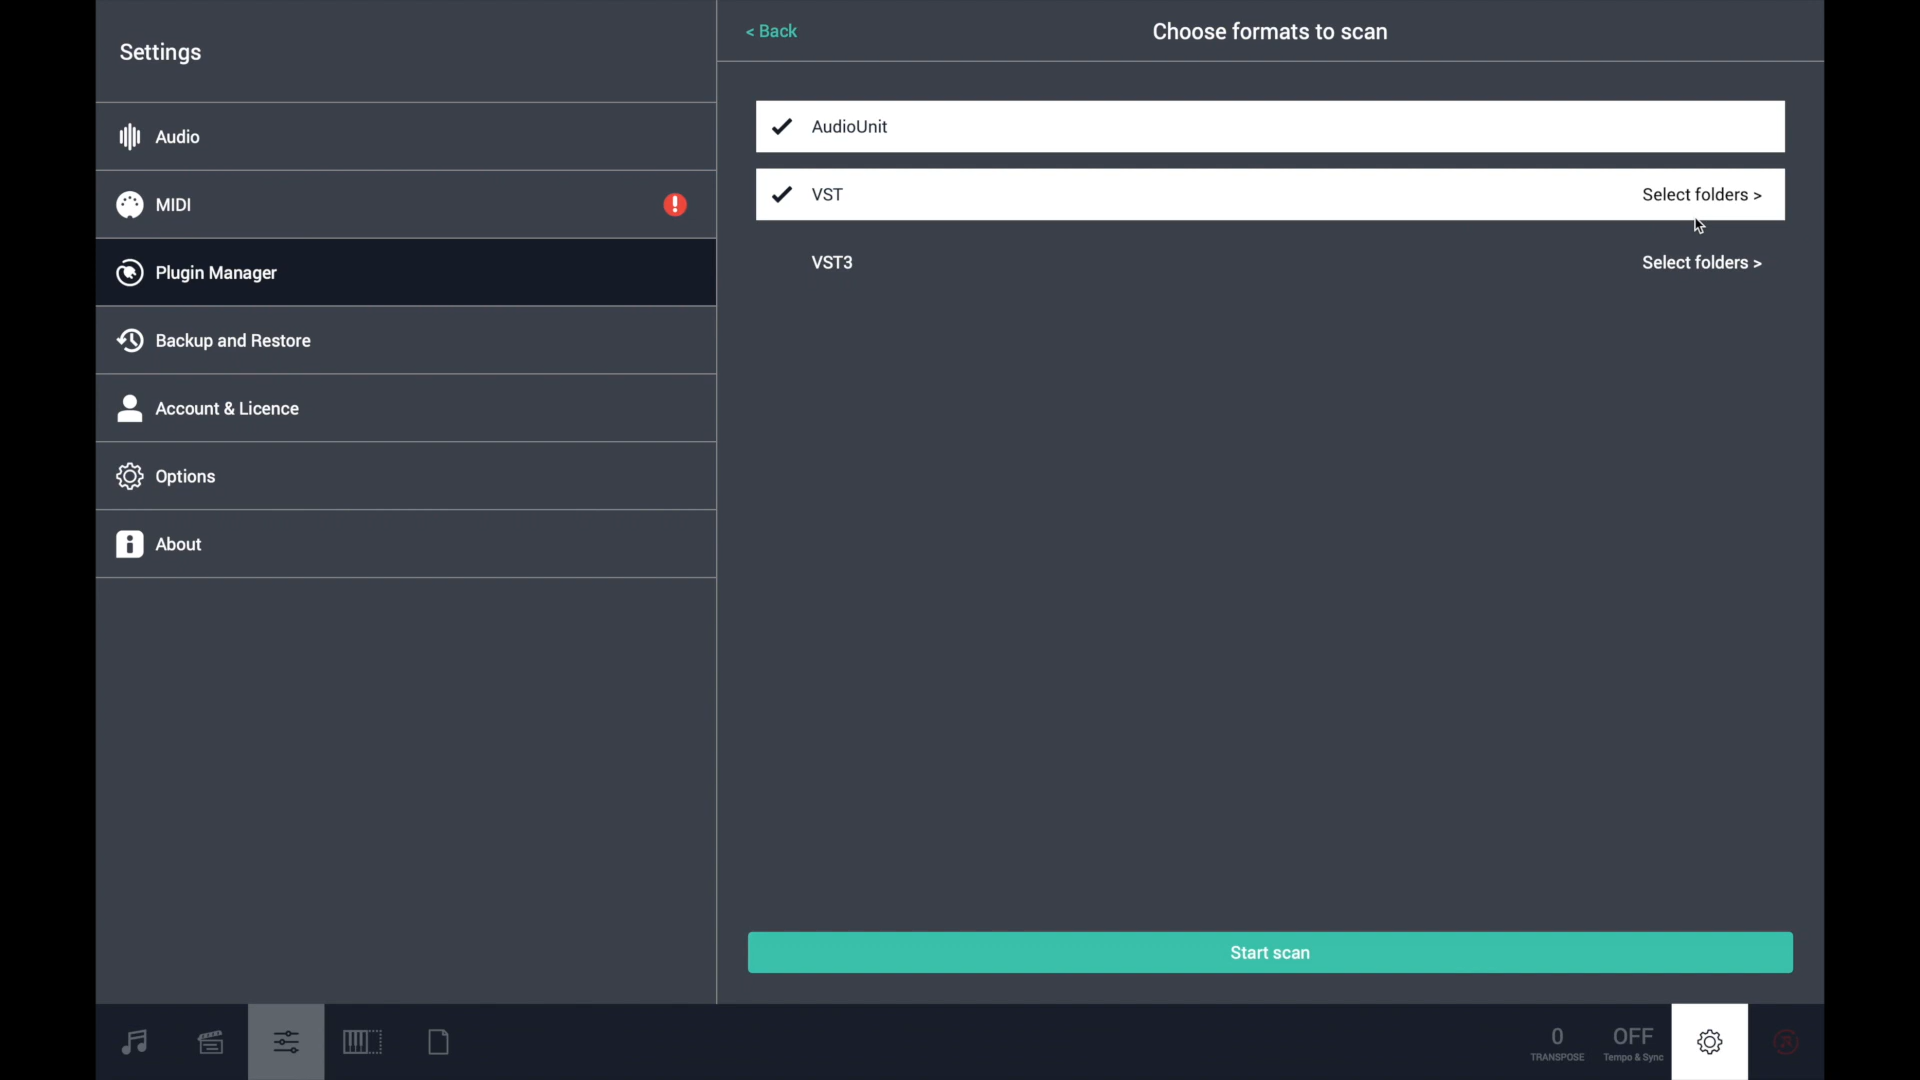 Settings
Audio
MIDI
Plugin Manager
Backup and Restore
Account & Licence
Options
About
< Back
Choose formats to scan
AudioUnit
VST
Select folders >
VST3
Select folders >
Start scan
0
TRANSPOSE
OFF
Tempo & Sync